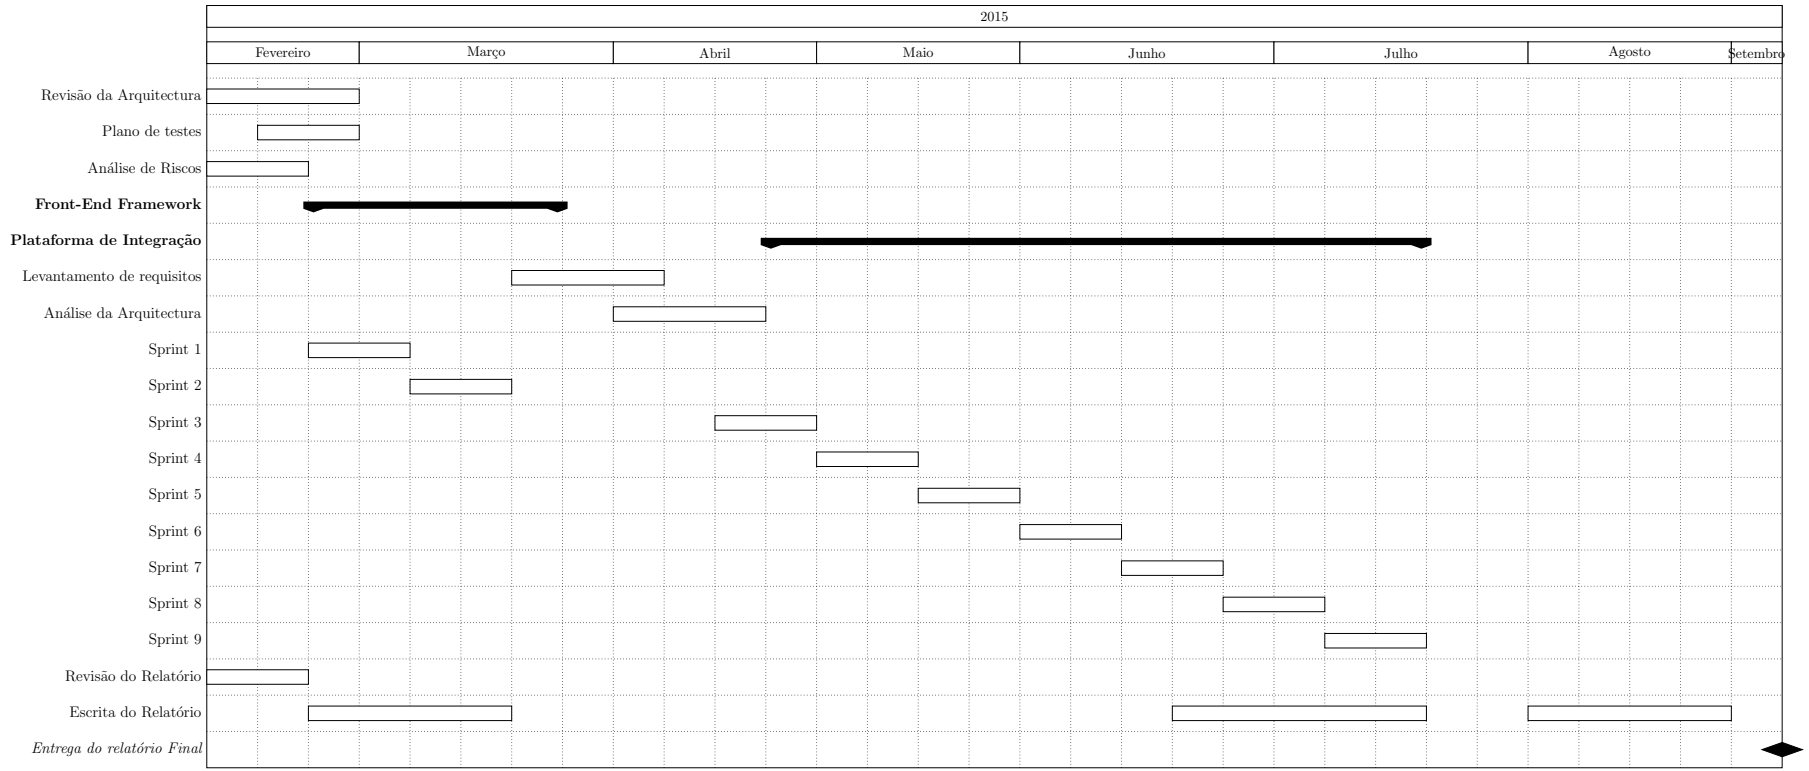 2015
Fevereiro Março Abril Maio Junho Julho Agosto Setembro
Revisão da Arquitectura
Plano de testes
Análise de Riscos
Front-End Framework
Plataforma de Integração
Levantamento de requisitos
Análise da Arquitectura
Sprint 1
Sprint 2
Sprint 3
Sprint 4
Sprint 5
Sprint 6
Sprint 7
Sprint 8
Sprint 9
Revisão do Relatório
Escrita do Relatório
Entrega do relatório Final